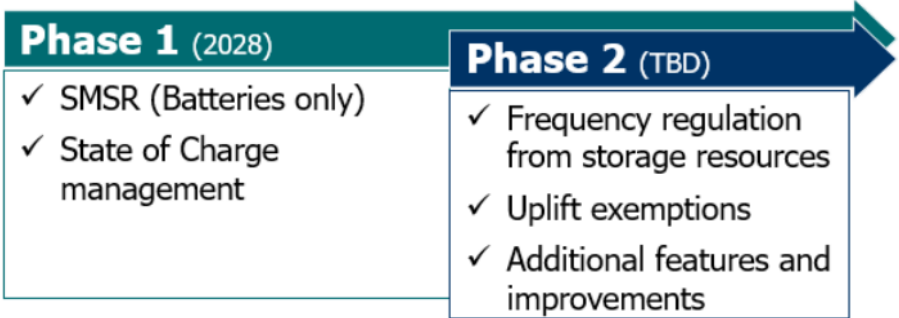 Phase 1 (2028)
✓ SMSR (Batteries only)
✓ State of Charge
management
Phase 2 (TBD)
✓ Frequency regulation
from storage resources
✓ Uplift exemptions
✓ Additional features and
improvements